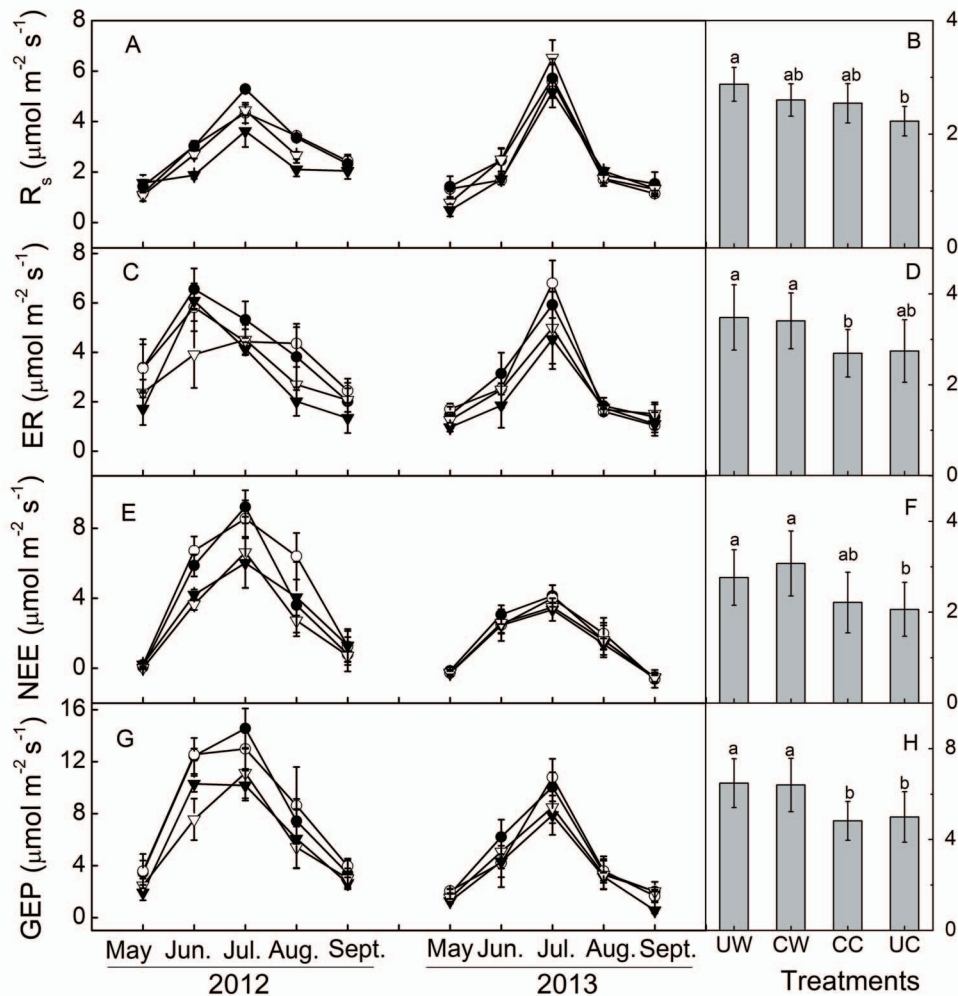 A
B
R_s (μmol m⁻² s⁻¹)
8
6
4
2
0
a
ab
ab
b
4
2
0
C
D
ER (μmol m⁻² s⁻¹)
8
6
4
2
0
a
a
b
ab
4
2
0
E
F
NEE (μmol m⁻² s⁻¹)
8
4
0
a
a
ab
b
4
2
0
G
H
GEP (μmol m⁻² s⁻¹)
16
12
8
4
0
a
a
b
b
8
4
0
May Jun. Jul. Aug. Sept. May Jun. Jul. Aug. Sept.
UW CW CC UC
2012 2013
Treatments